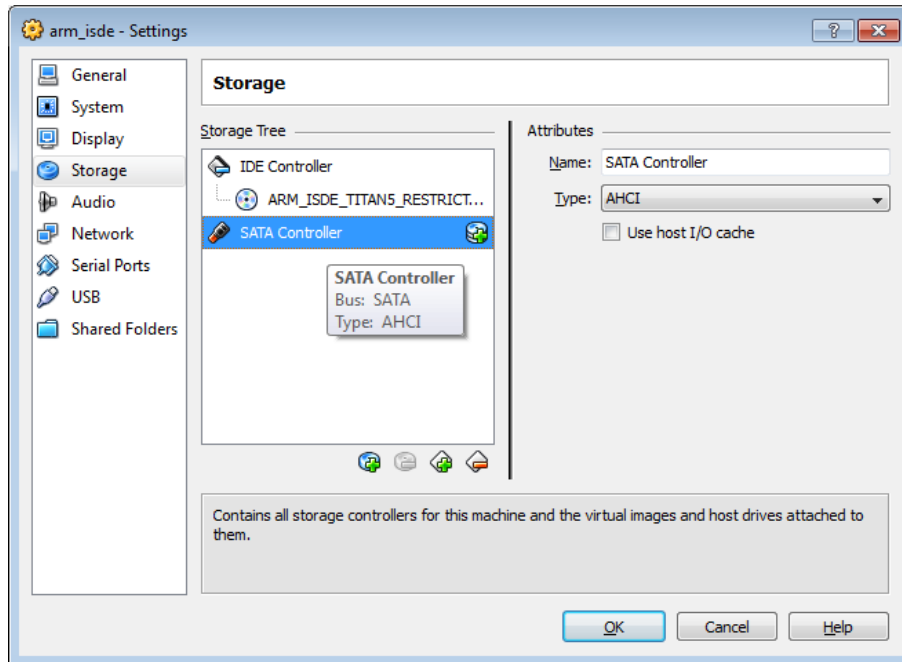 arm_isde - Settings
General
System
Display
Storage
Audio
Network
Serial Ports
USB
Shared Folders
Storage
Storage Tree
IDE Controller
ARM_ISDE_TITAN5_RESTRICT...
SATA Controller
SATA Controller
Bus: SATA
Type: AHCI
Attributes
Name: SATA Controller
Type: AHCI
Use host I/O cache
Contains all storage controllers for this machine and the virtual images and host drives attached to
them.
OK Cancel Help